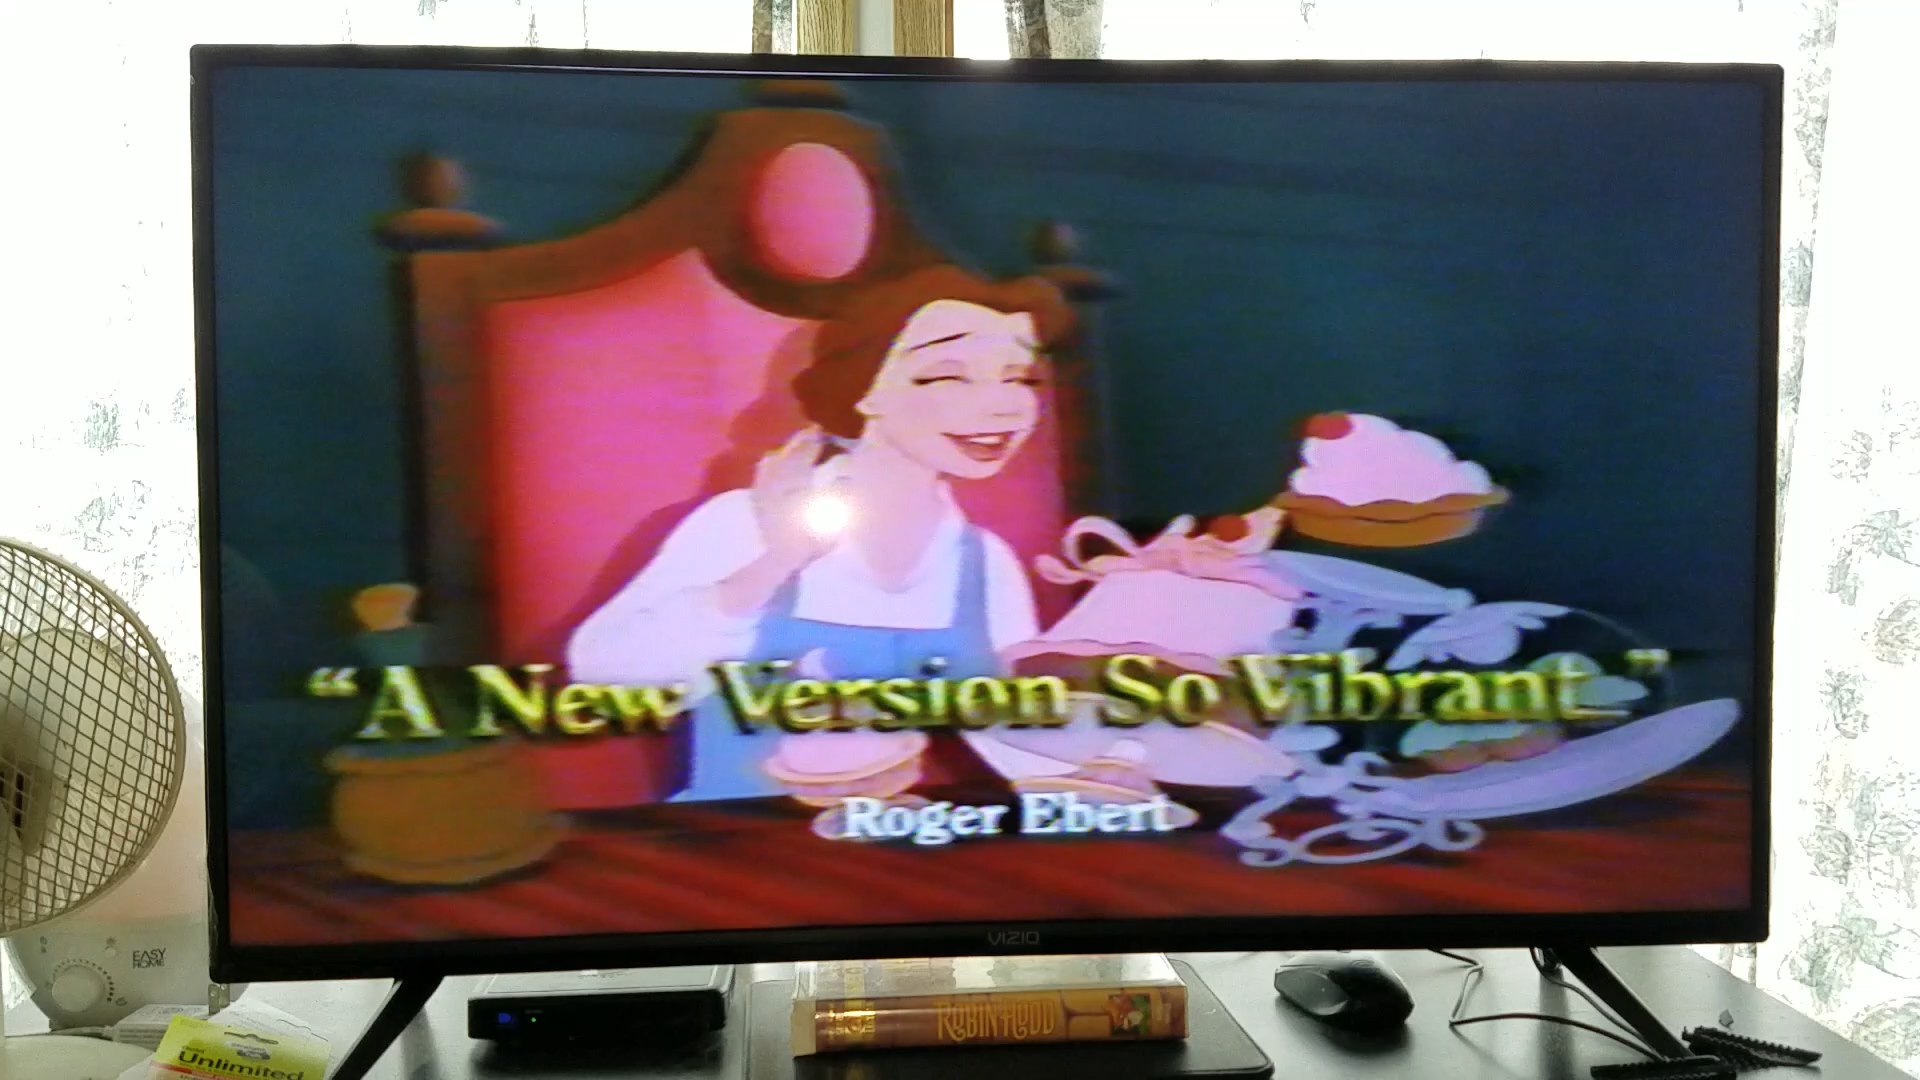 “A New Version So Vibrant...”
Roger Ebert
VIZIO
EASY
HOME
ROBIN HOOD
Unlimited